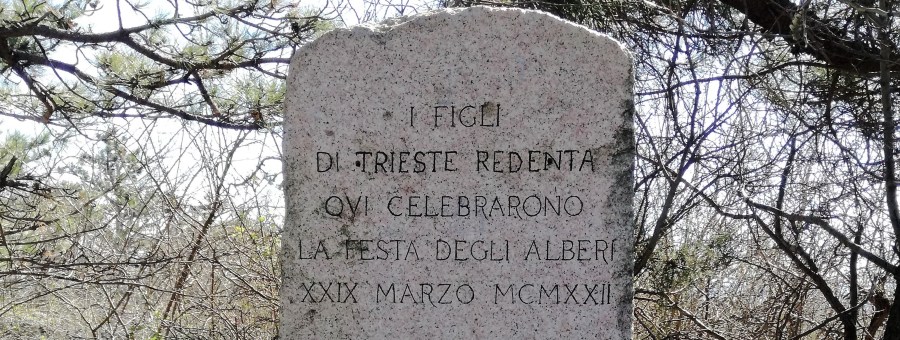 I FIGLI
DI TRIESTE REDENTA
QVI CELEBRARONO
LA FESTA DEGLI ALBERI
XXIX MARZO MCMXXII